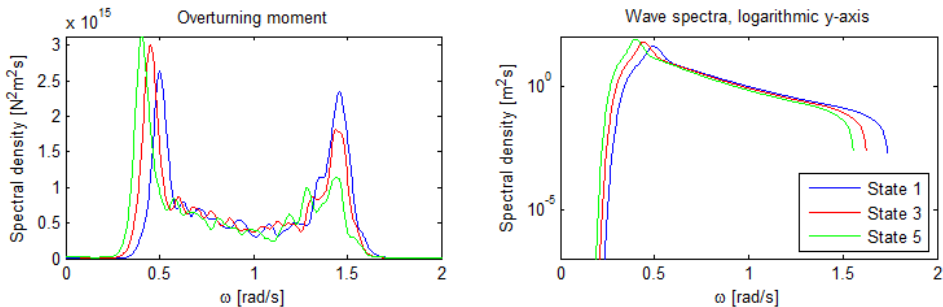 Overturning moment
x 10^15
3
2.5
2
1.5
1
0.5
0
Spectral density [N²m²s]
0
0.5
1
1.5
2
ω [rad/s]
Wave spectra, logarithmic y-axis
10^0
10^-5
Spectral density [m²s]
State 1
State 3
State 5
0
0.5
1
1.5
2
ω [rad/s]